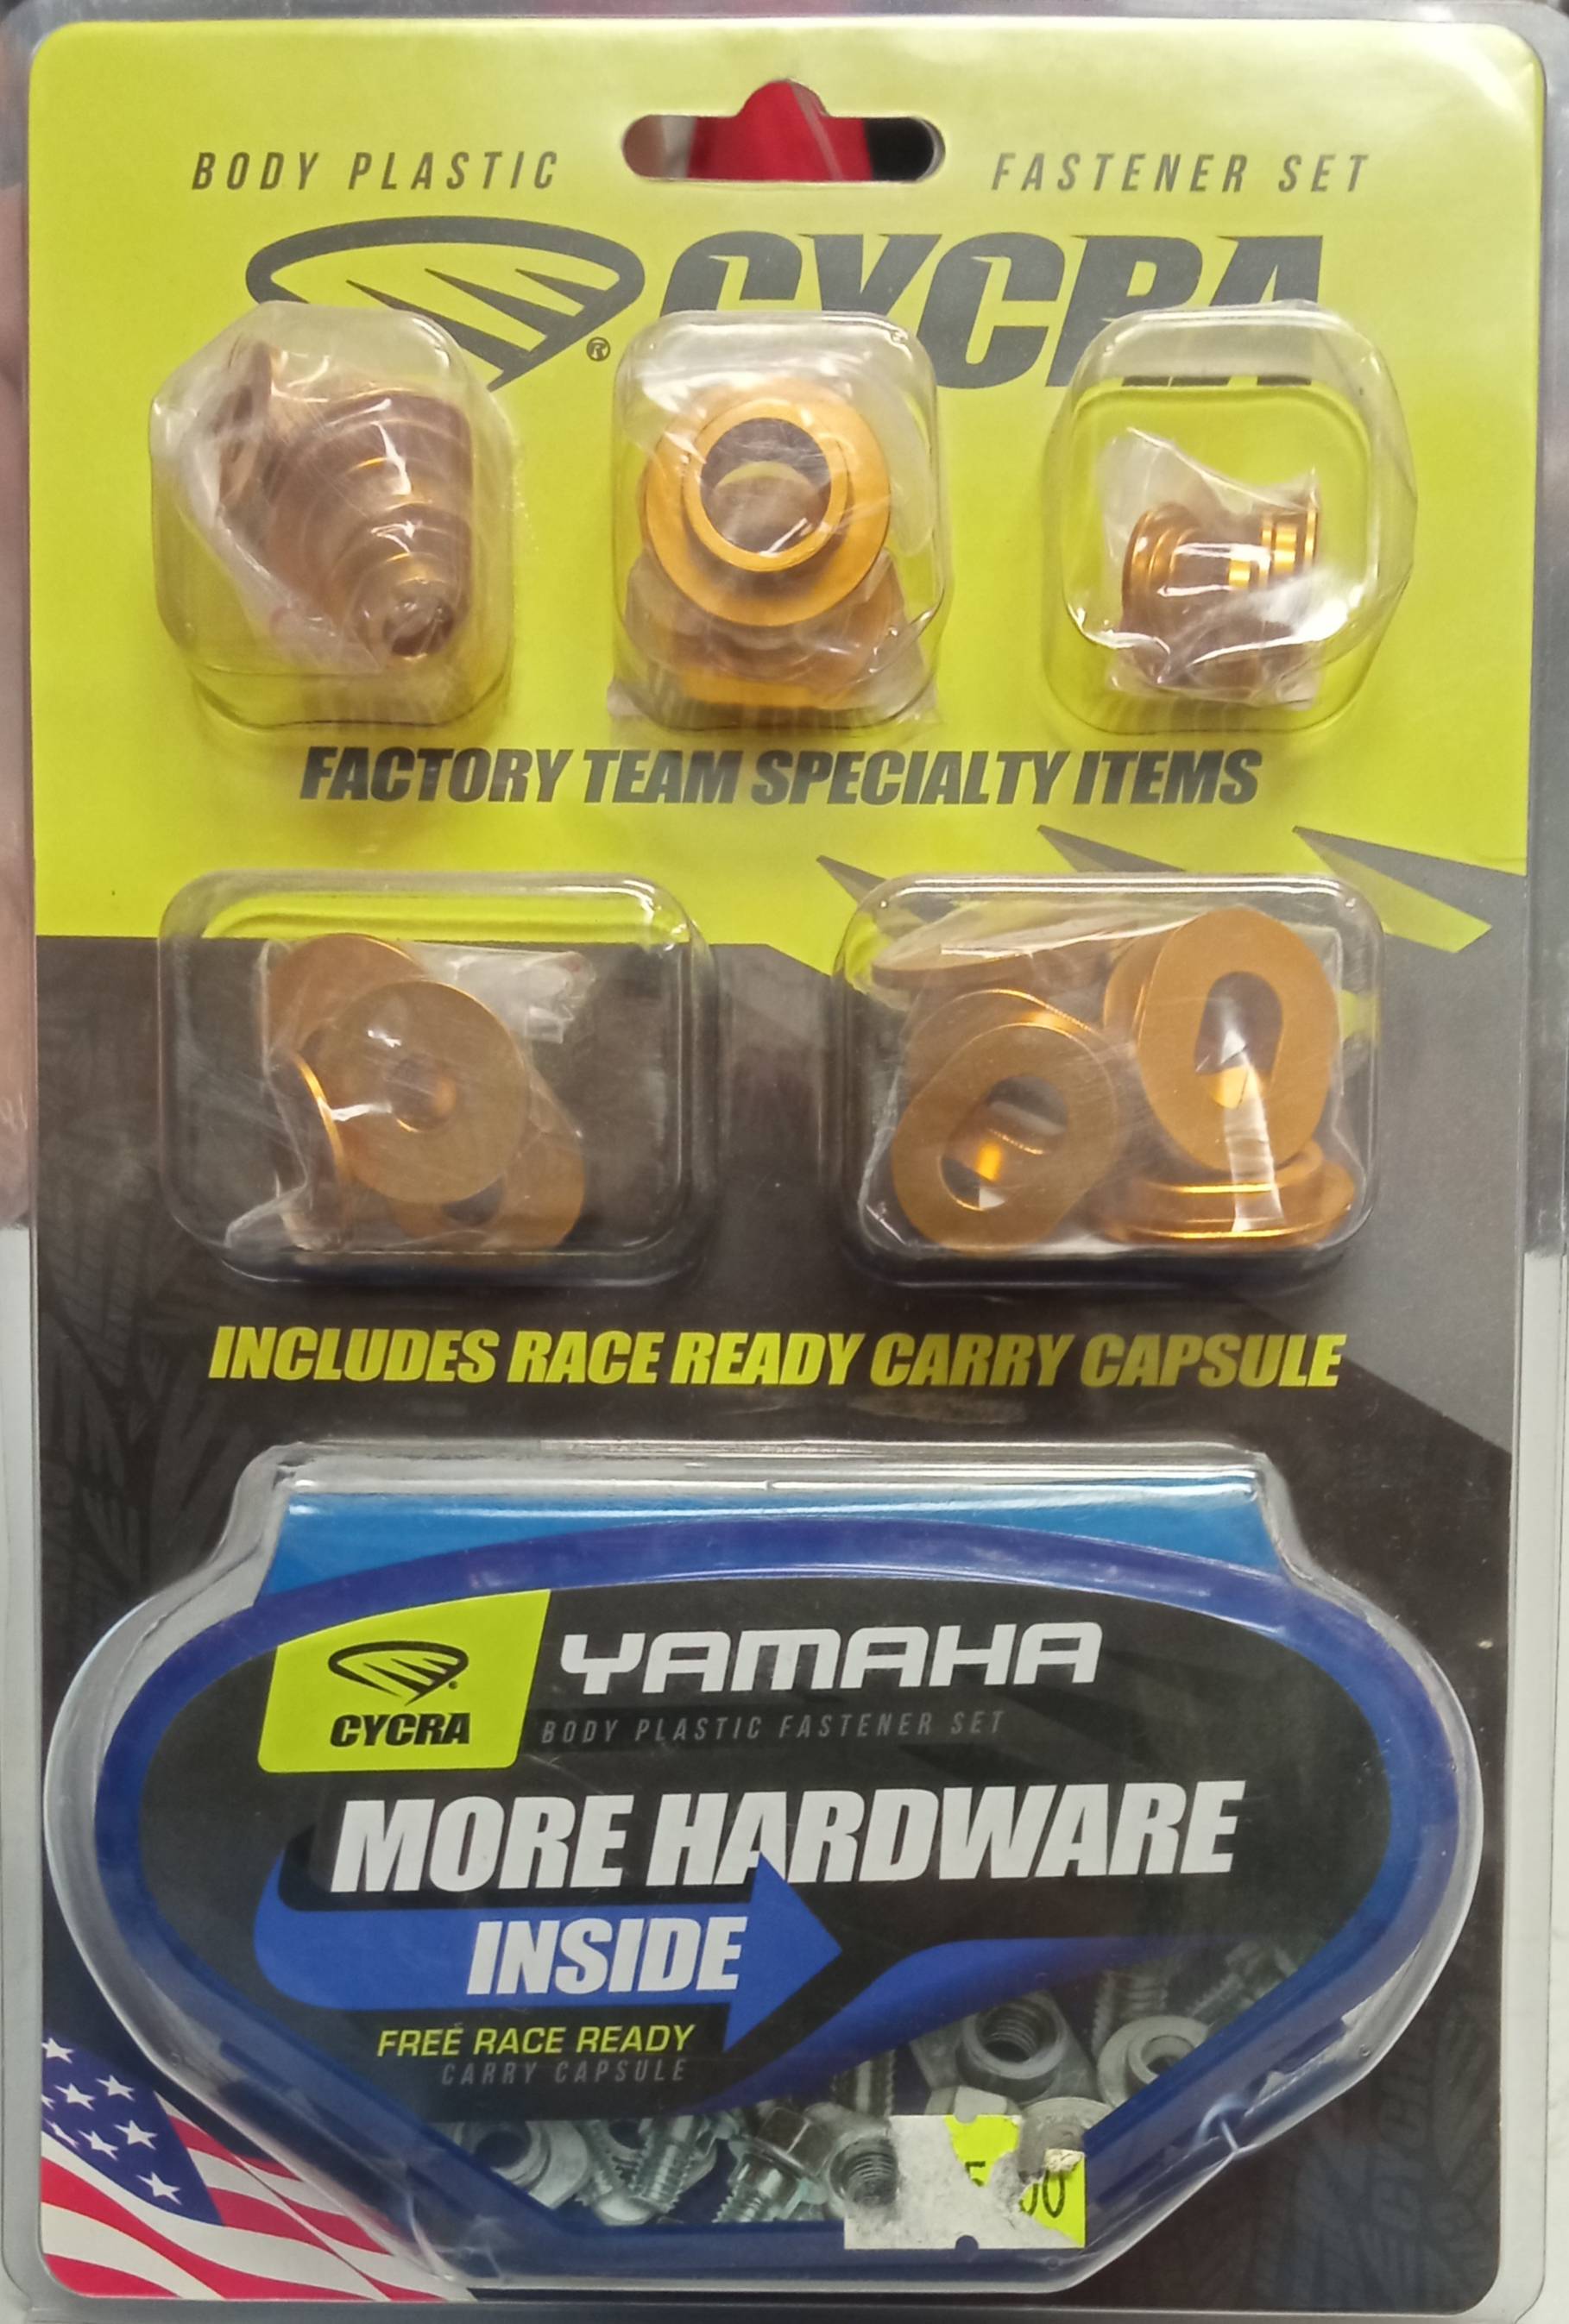 BODY PLASTIC FASTENER SET
CYCRA
®
FACTORY TEAM SPECIALTY ITEMS
INCLUDES RACE READY CARRY CAPSULE
YAMAHA
CYCRA
BODY PLASTIC FASTENER SET
MORE HARDWARE
INSIDE
FREE RACE READY
CARRY CAPSULE